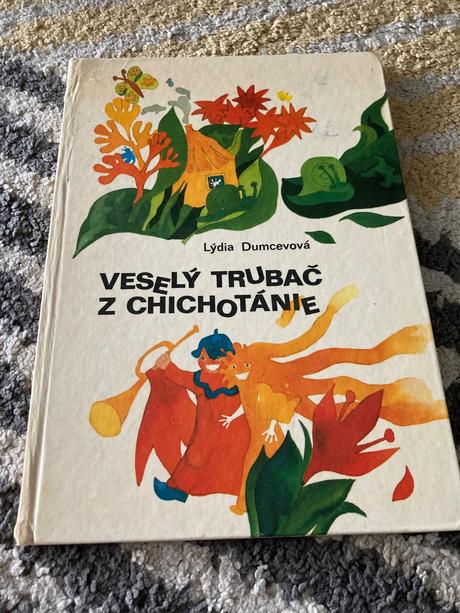 Lýdia Dumcevová
VESELÝ TRUBAČ
Z CHICHOTÁNIE